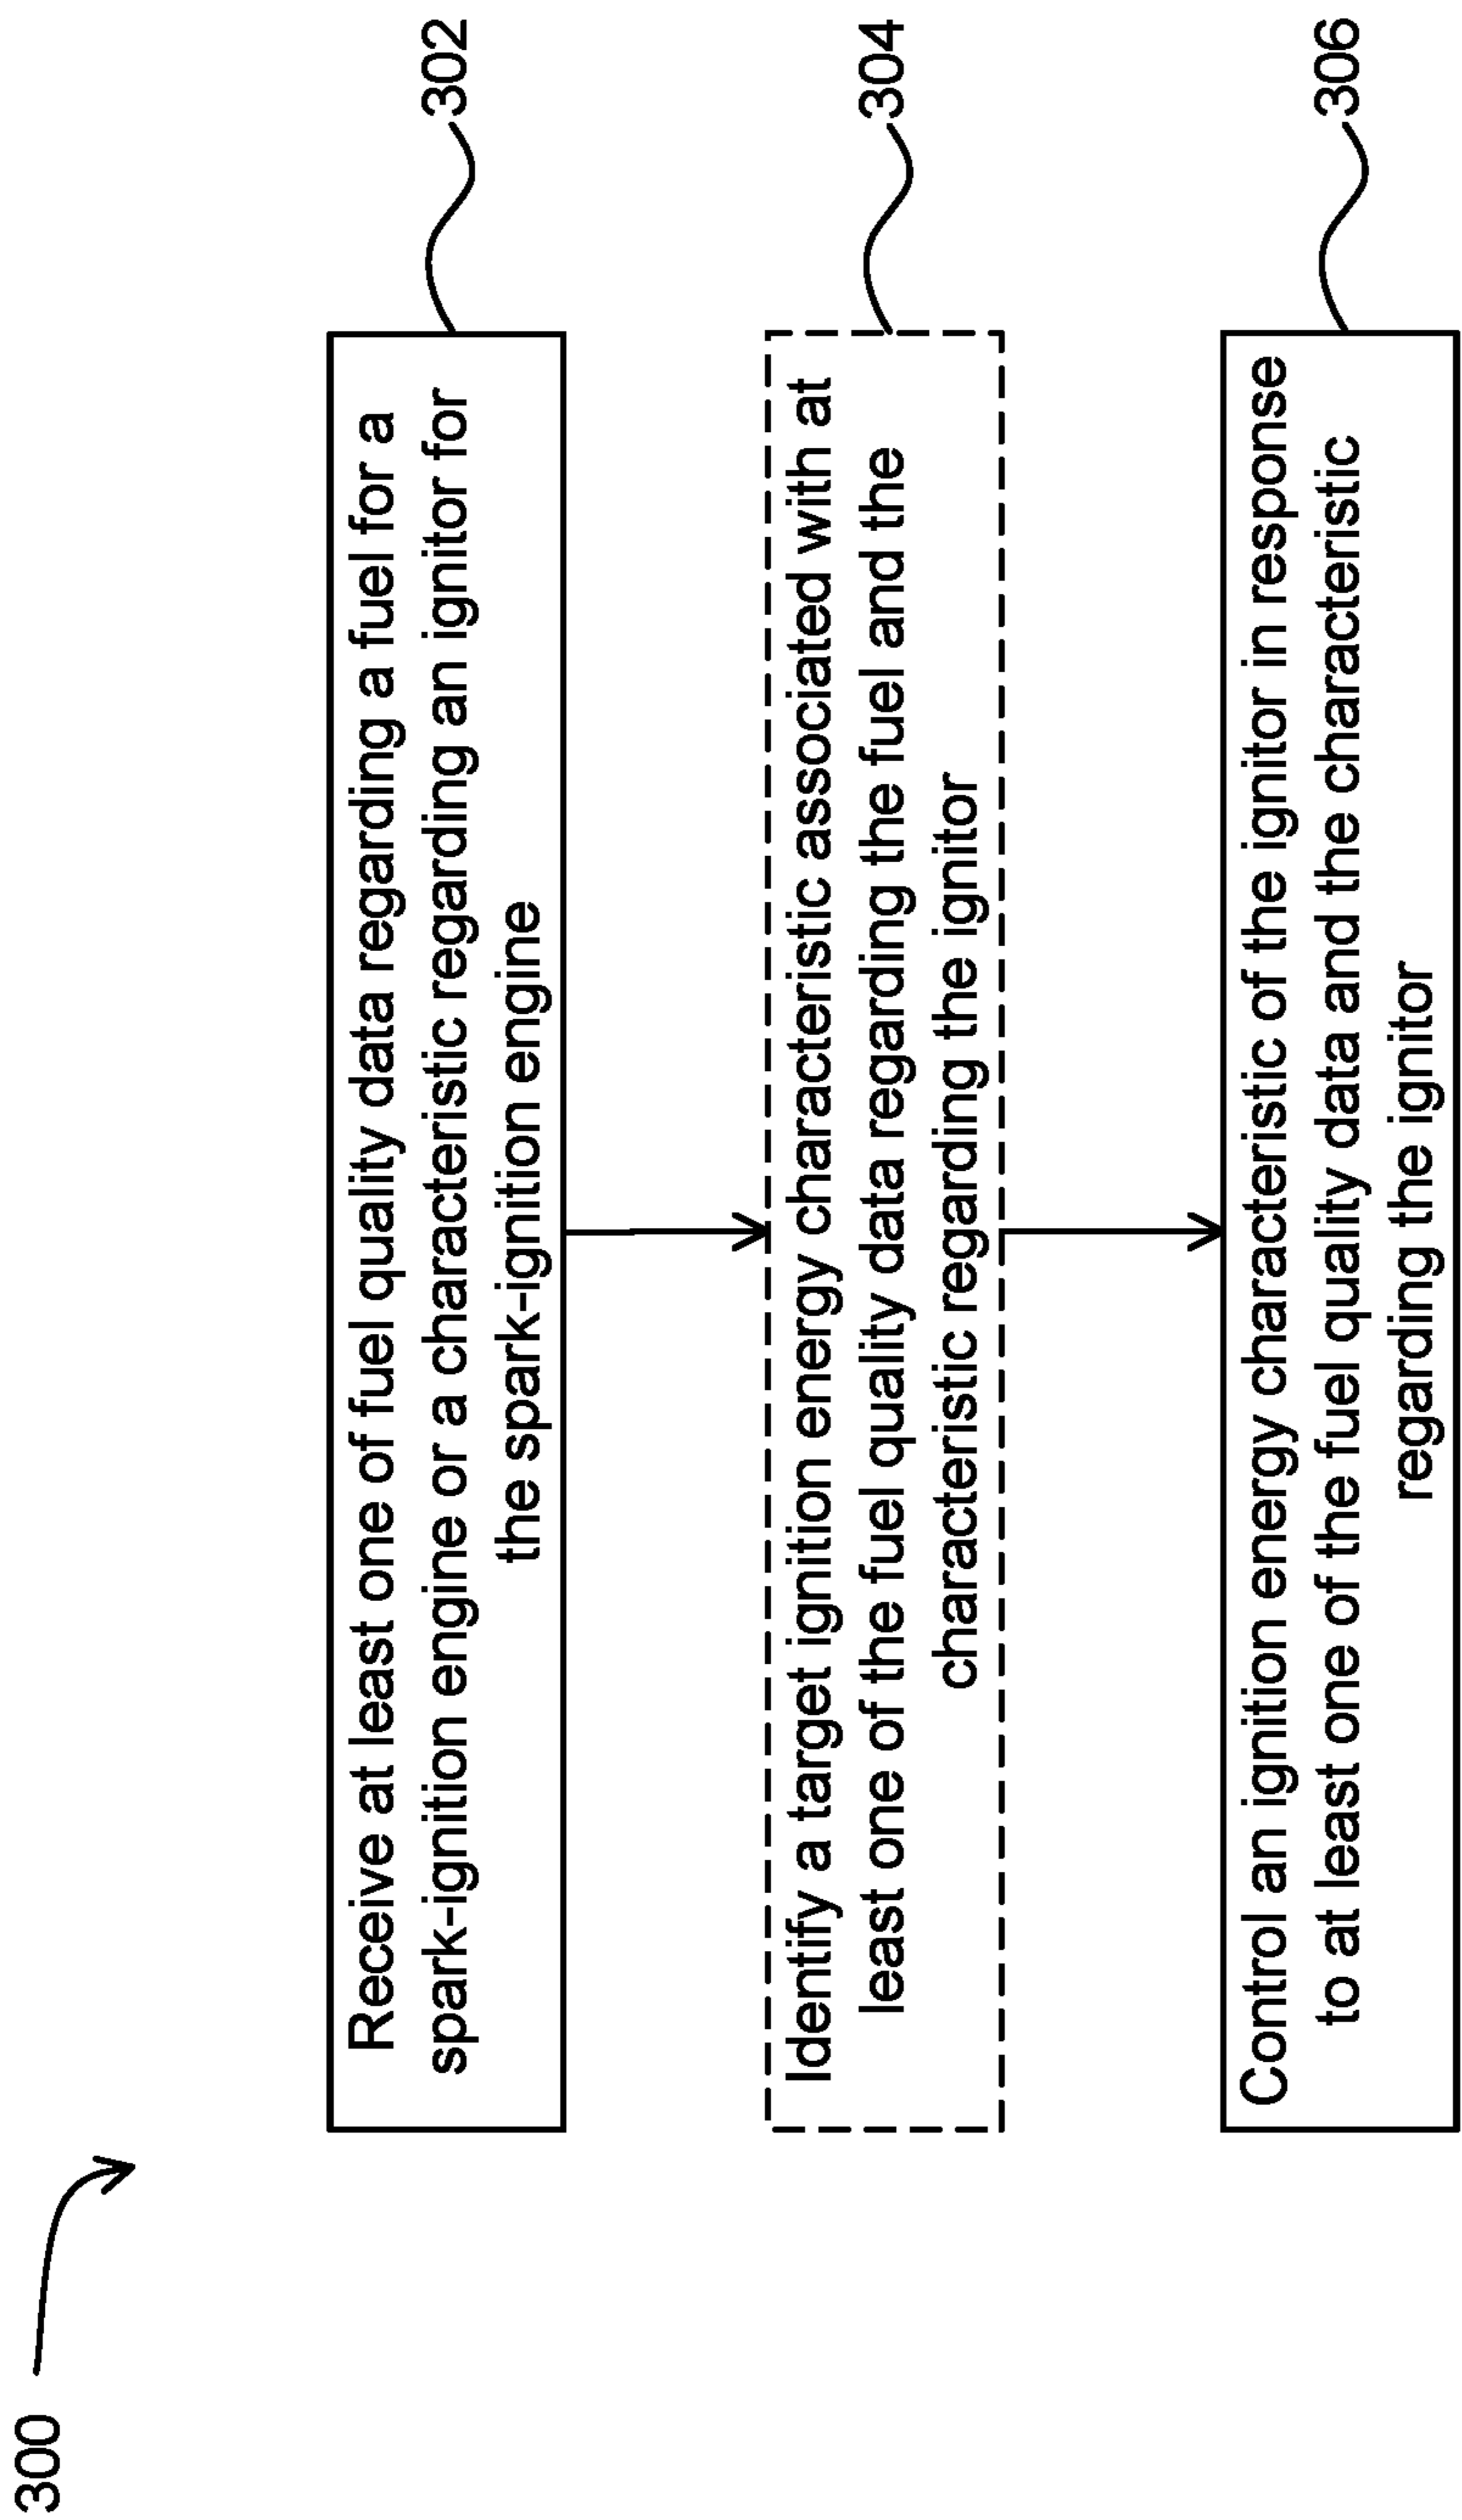 300
302
Receive at least one of fuel quality data regarding a fuel for a
spark-ignition engine or a characteristic regarding an ignitor for
the spark-ignition engine
304
Identify a target ignition energy characteristic associated with at
least one of the fuel quality data regarding the fuel and the
characteristic regarding the ignitor
306
Control an ignition energy characteristic of the ignitor in response
to at least one of the fuel quality data and the characteristic
regarding the ignitor